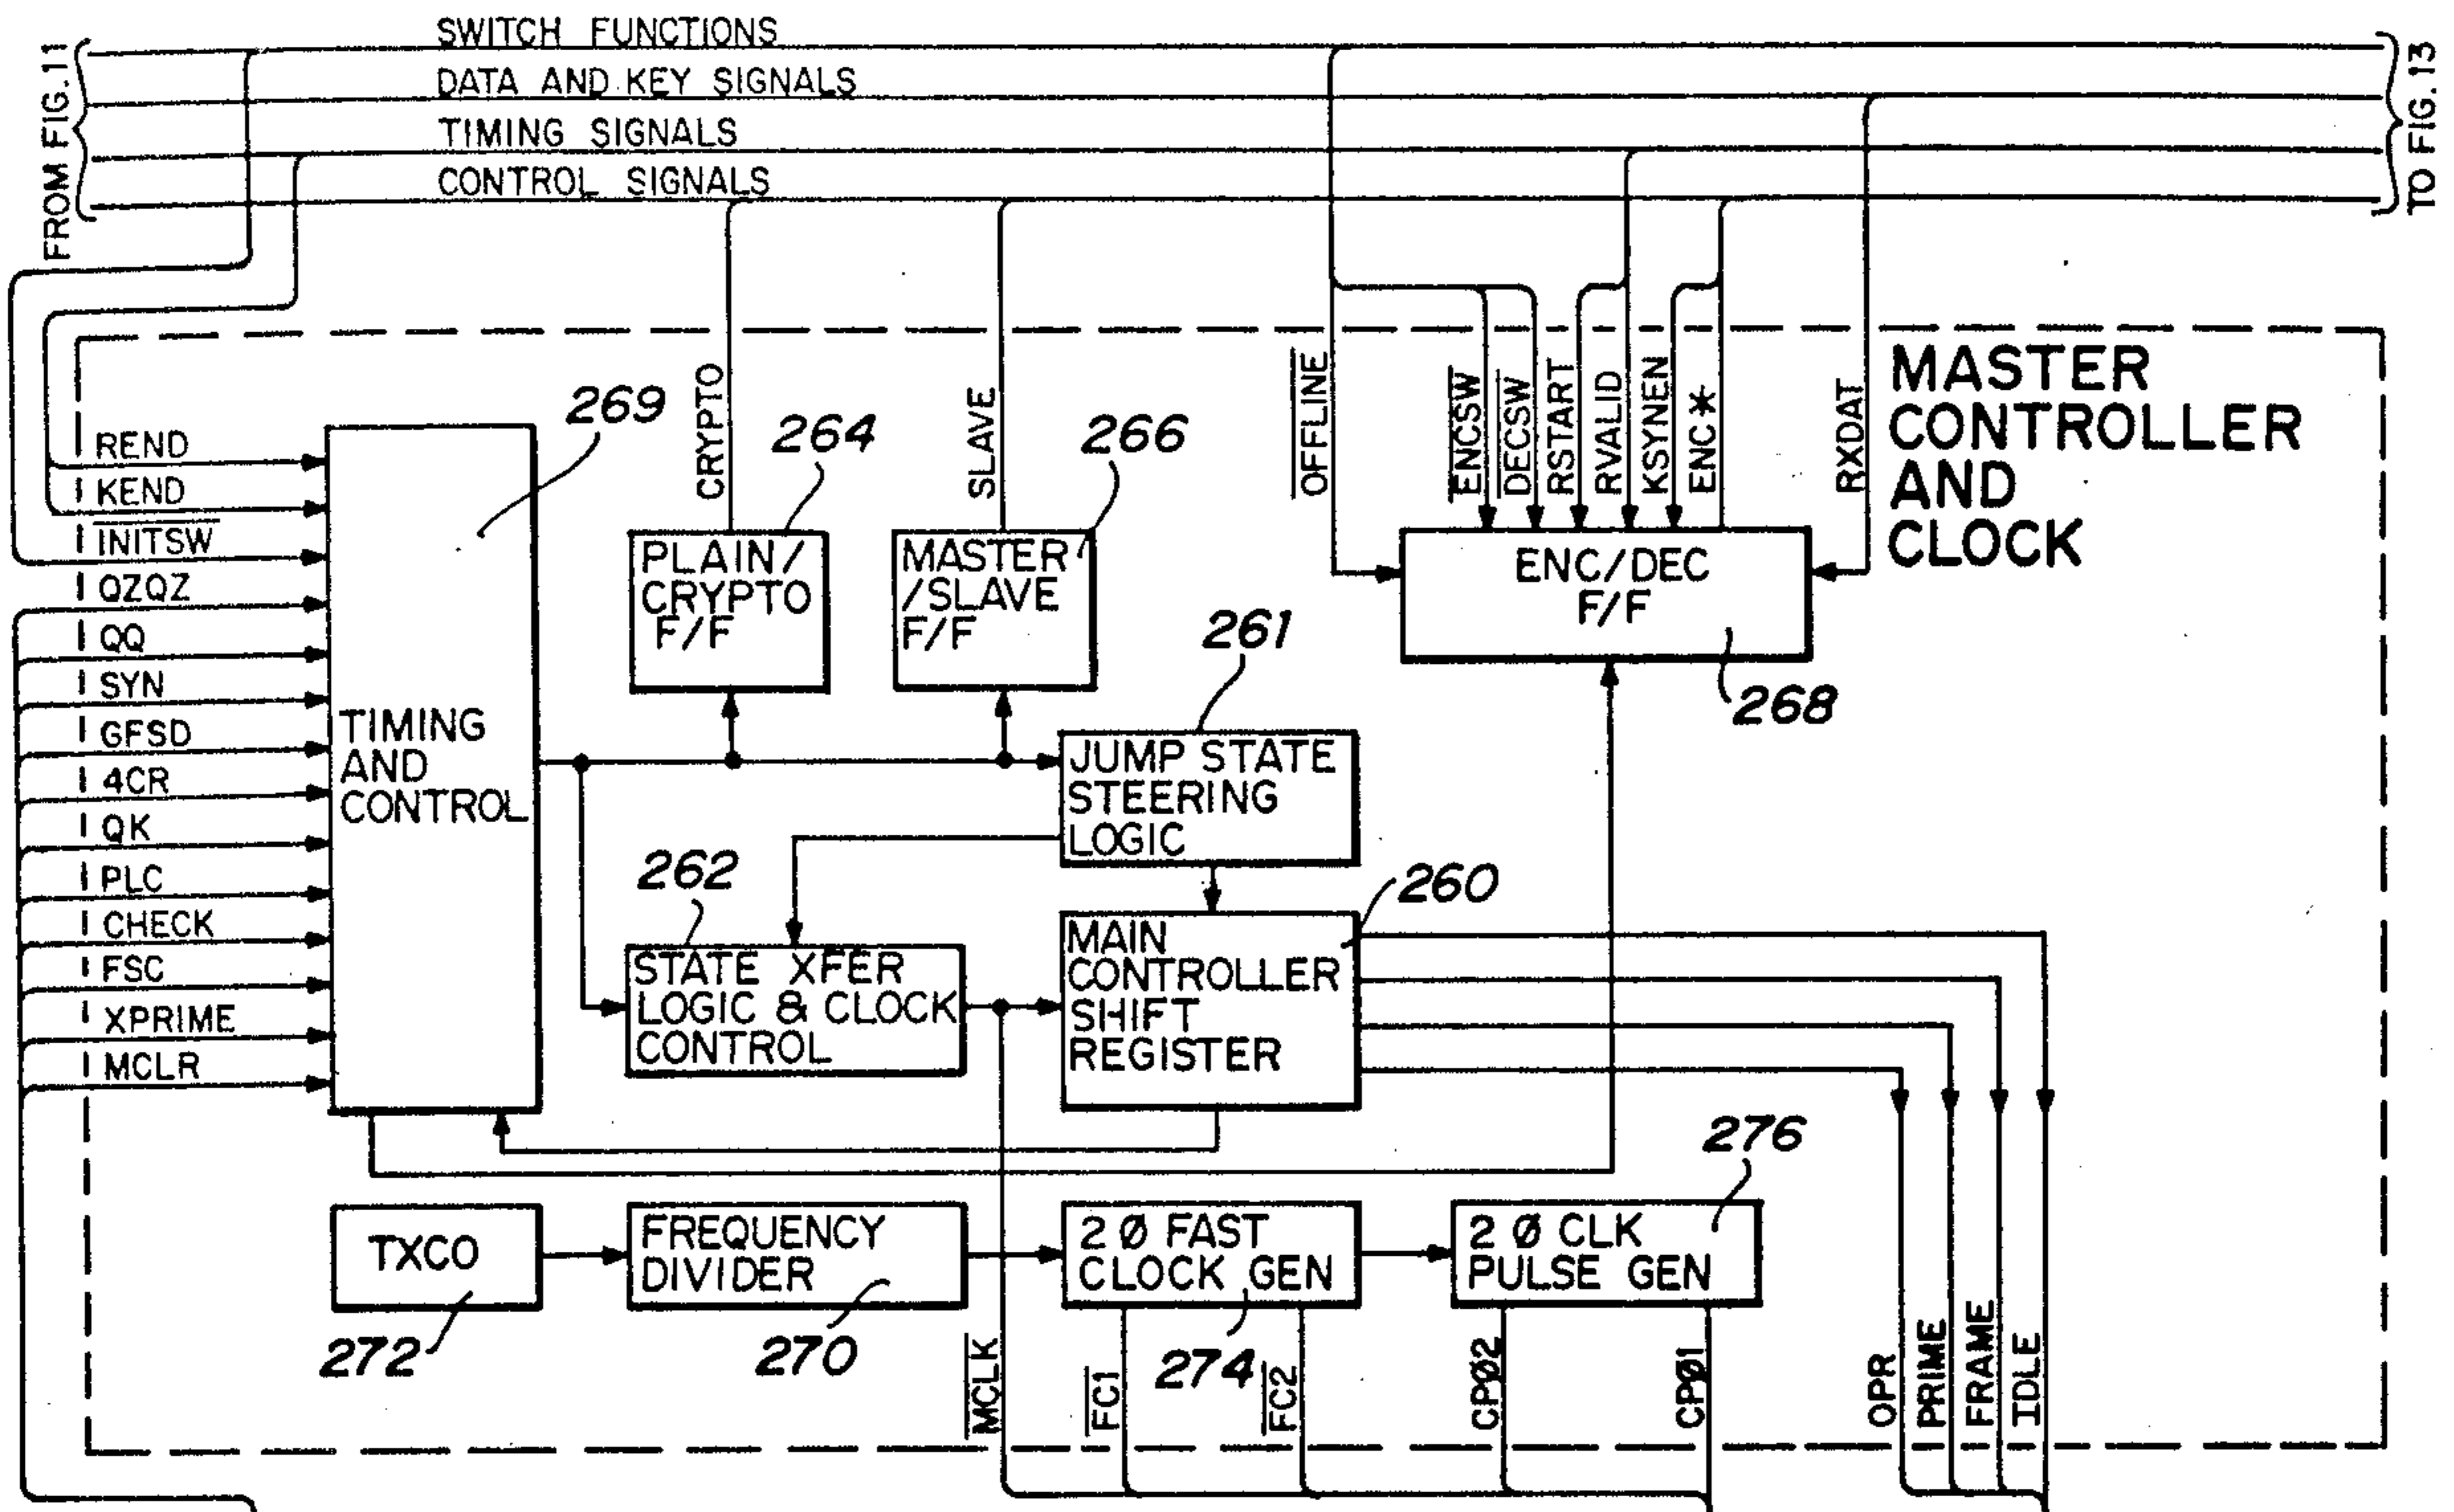 SWITCH FUNCTIONS
DATA AND KEY SIGNALS
TIMING SIGNALS
CONTROL SIGNALS
FROM FIG. 11
TO FIG. 13
MASTER
CONTROLLER
AND
CLOCK
CRYPTO
SLAVE
OFFLINE
ENCSW
DECSW
RSTART
RVALID
KSYNEN
ENC*
RXDAT
REND
KEND
INITSW
QZQZ
QQ
SYN
GFSD
4CR
QK
PLC
CHECK
FSC
XPRIME
MCLR
269
TIMING
AND
CONTROL
264
PLAIN/
CRYPTO
F/F
266
MASTER
/SLAVE
F/F
ENC/DEC
F/F
268
261
JUMP STATE
STEERING
LOGIC
262
STATE XFER
LOGIC & CLOCK
CONTROL
260
MAIN
CONTROLLER
SHIFT
REGISTER
TXCO
272
FREQUENCY
DIVIDER
270
2 Ø FAST
CLOCK GEN
274
2 Ø CLK
PULSE GEN
276
MCLK
FC1
FC2
CPØ2
CPØ1
OPR
PRIME
FRAME
IDLE